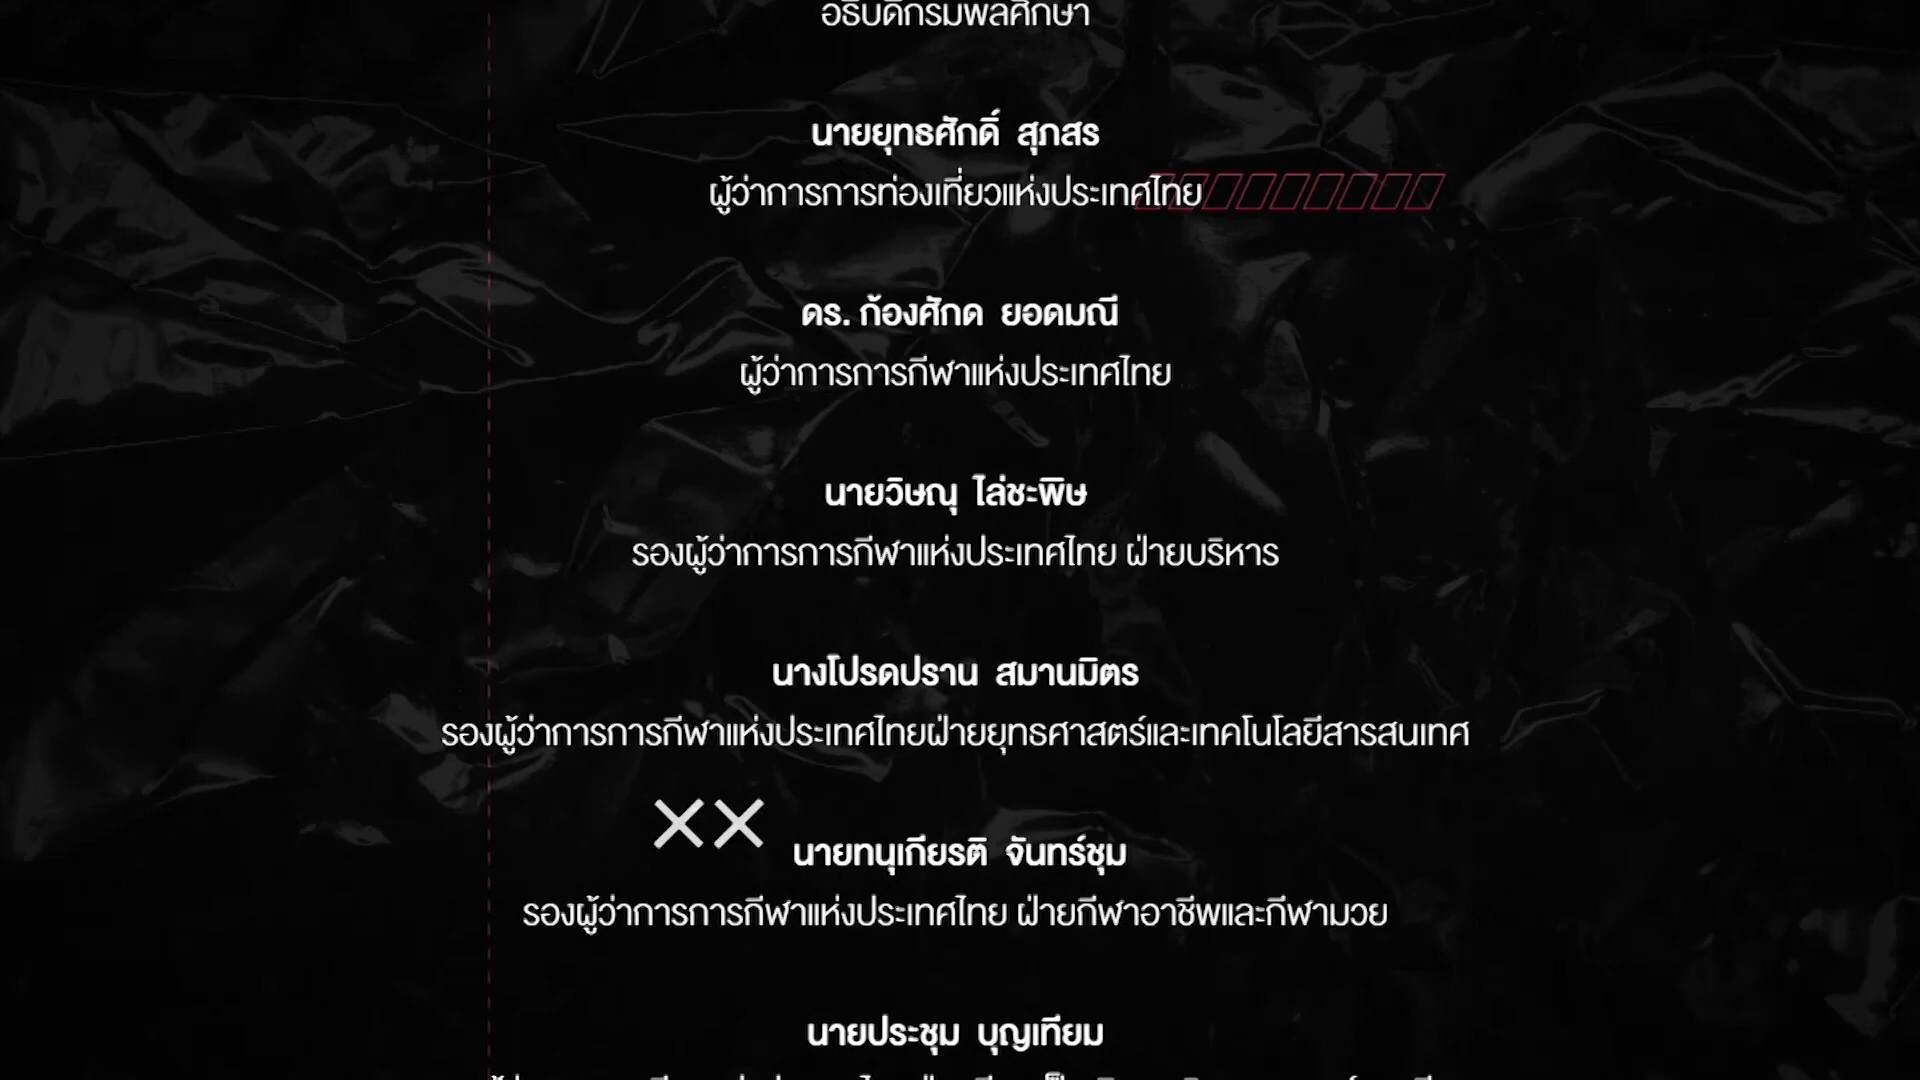 อธิบดีกรมพลศึกษา
นายยุทธศักดิ์ สุภสร
ผู้ว่าการการท่องเที่ยวแห่งประเทศไทย
ดร. ก้องศักด ยอดมณี
ผู้ว่าการการกีฬาแห่งประเทศไทย
นายวิษณุ ไล่ชะพิษ
รองผู้ว่าการการกีฬาแห่งประเทศไทย ฝ่ายบริหาร
นางโปรดปราน สมานมิตร
รองผู้ว่าการการกีฬาแห่งประเทศไทยฝ่ายยุทธศาสตร์และเทคโนโลยีสารสนเทศ
นายทนุเกียรติ จันทร์ชุม
รองผู้ว่าการการกีฬาแห่งประเทศไทย ฝ่ายกีฬาอาชีพและกีฬามวย
นายประชุม บุญเทียม